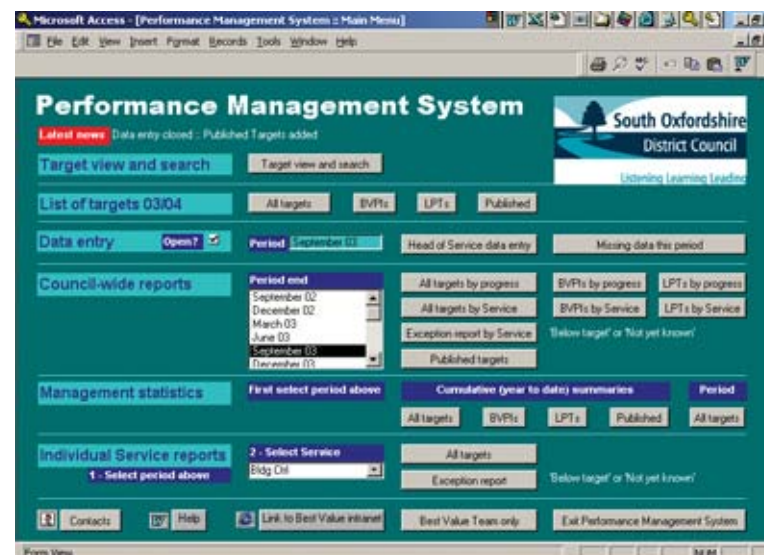 Microsoft Access - [Performance Management System :: Main Menu]
File Edit View Insert Format Records Tools Window Help
Performance Management System
Latest news Data entry closed :: Published Targets added
South Oxfordshire
District Council
Listening Learning Leading
Target view and search Target view and search
List of targets 03/04 All targets BVPIs LPTs Published
Data entry Open? Period September 03 Head of Service data entry Missing data this period
Council-wide reports Period end All targets by progress BVPIs by progress LPTs by progress
September 02
December 02 All targets by Service BVPIs by Service LPTs by Service
March 03
June 03 Exception report by Service 'Below target' or 'Not yet known'
September 03
December 03 Published targets
Management statistics First select period above Cumulative (year to date) summaries Period
All targets BVPIs LPTs Published All targets
Individual Service reports 2 - Select Service All targets
1 - Select period above Bldg Ctrl Exception report 'Below target' or 'Not yet known'
Contacts Help Link to Best Value intranet Best Value Team only Exit Performance Management System
Form View NUM